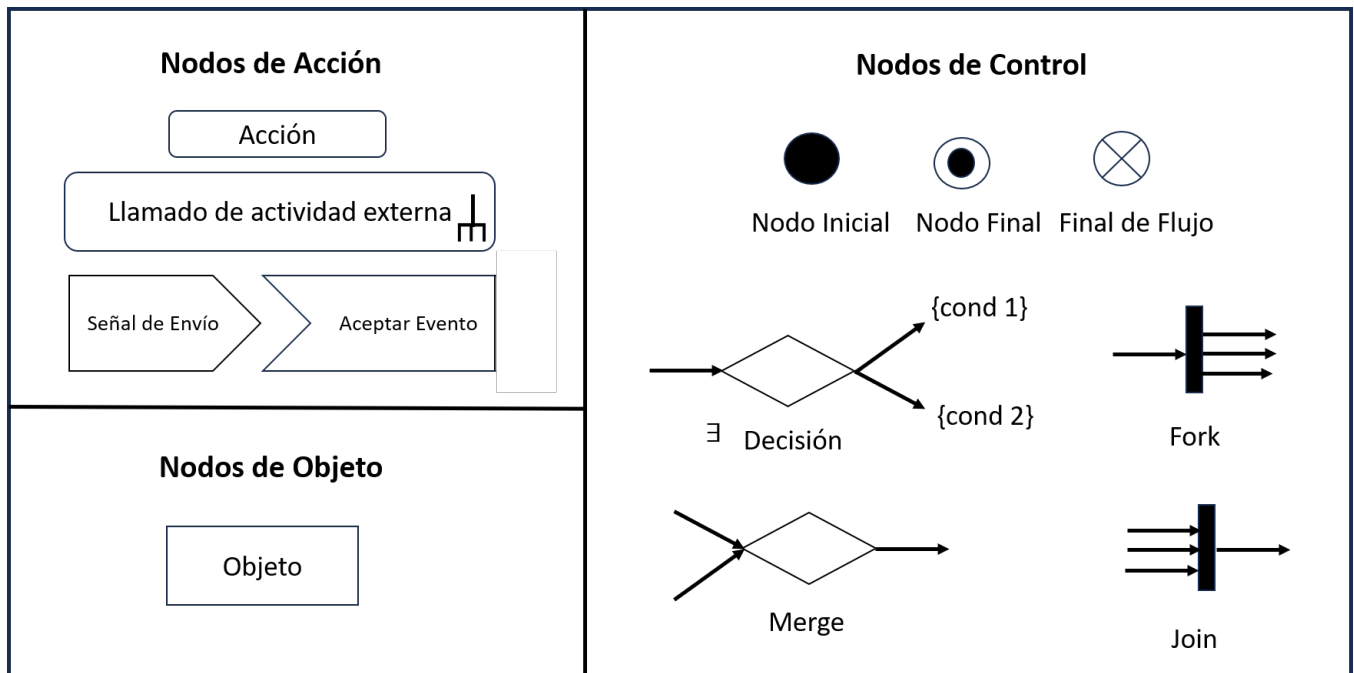 Nodos de Acción
Acción
Llamado de actividad externa
Señal de Envío
Aceptar Evento
Nodos de Objeto
Objeto
Nodos de Control
Nodo Inicial
Nodo Final
Final de Flujo
{cond 1}
{cond 2}
∃
Decisión
Fork
Merge
Join